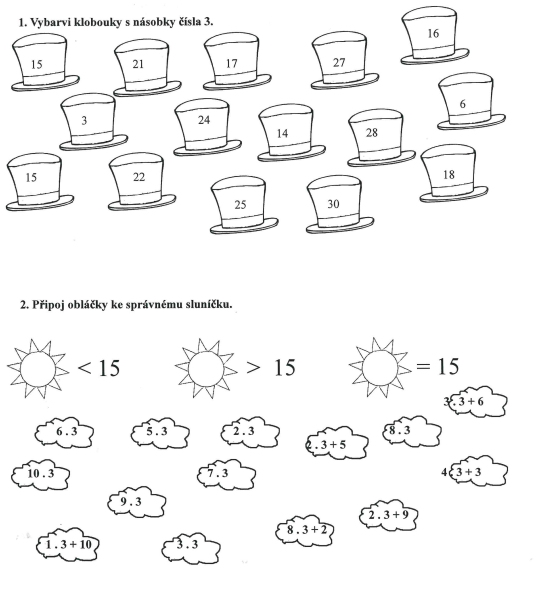 1. Vybarvi klobouky s násobky čísla 3.
15 21 17 27 16
3 24 14 28 6
15 22 25 30 18
2. Připoj obláčky ke správnému sluníčku.
< 15 > 15 = 15
3 . 3 + 6
6 . 3 5 . 3 2 . 3 2 . 3 + 5 8 . 3
10 . 3 7 . 3 4 . 3 + 3
9 . 3 8 . 3 + 2 2 . 3 + 9
1 . 3 + 10 3 . 3